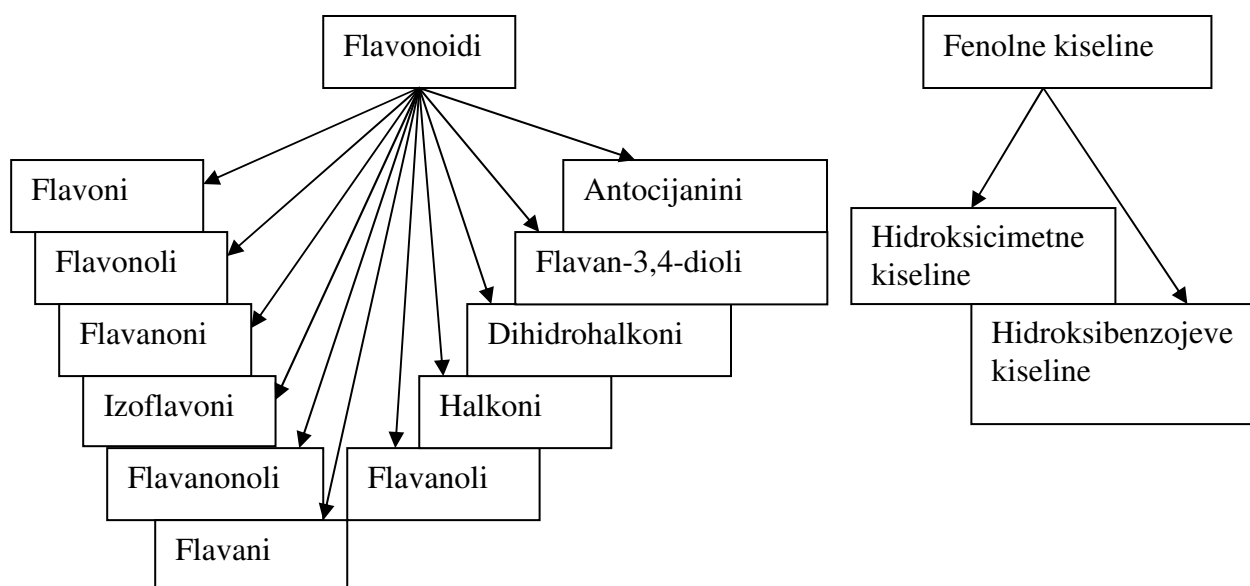 Flavonoidi
Fenolne kiseline
Flavoni
Antocijanini
Hidroksicimetne
kiseline
Flavonoli
Flavan-3,4-dioli
Flavanoni
Dihidrohalkoni
Hidroksibenzojeve
kiseline
Izoflavoni
Halkoni
Flavanonoli
Flavanoli
Flavani